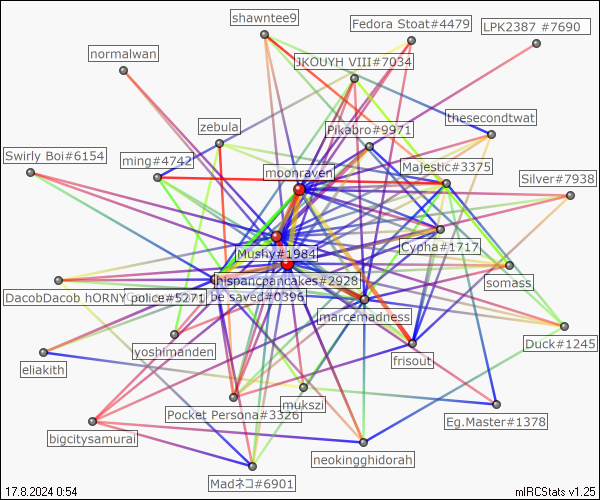 shawntee9
Fedora Stoat#4479
LPK2387 #7690
normalwan
JKOUYH VIII#7034
thesecondtwat
zebula
Pikabro#9971
Swirly Boi#6154
ming#4742
moonraven
Majestic#3375
Silver#7938
Cypha#1717
Mushy#1984
hispancpancakes#2928
somass
DacobDacob hORNY police#5271
be saved#0396
marcemadness
Duck#1245
yoshimanden
frisout
eliakith
mukszi
Pocket Persona#3326
Eg.Master#1378
bigcitysamurai
neokingghidorah
Madネコ#6901
17.8.2024 0:54
mIRCStats v1.25